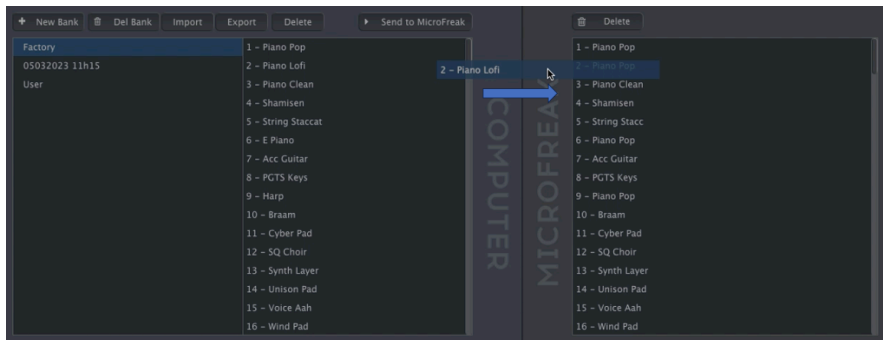 New Bank
Del Bank
Import
Export
Delete
Send to MicroFreak
Delete
Factory
05032023 11h15
User
1 - Piano Pop
2 - Piano Lofi
3 - Piano Clean
4 - Shamisen
5 - String Staccat
6 - E Piano
7 - Acc Guitar
8 - PGTS Keys
9 - Harp
10 - Braam
11 - Cyber Pad
12 - SQ Choir
13 - Synth Layer
14 - Unison Pad
15 - Voice Aah
16 - Wind Pad
2 - Piano Lofi
COMPUTER
MICROFREAK
1 - Piano Pop
2 - Piano Pop
3 - Piano Clean
4 - Shamisen
5 - String Stacc
6 - Piano Pop
7 - Acc Guitar
8 - PGTS Keys
9 - Piano Pop
10 - Braam
11 - Cyber Pad
12 - SQ Choir
13 - Synth Layer
14 - Unison Pad
15 - Voice Aah
16 - Wind Pad